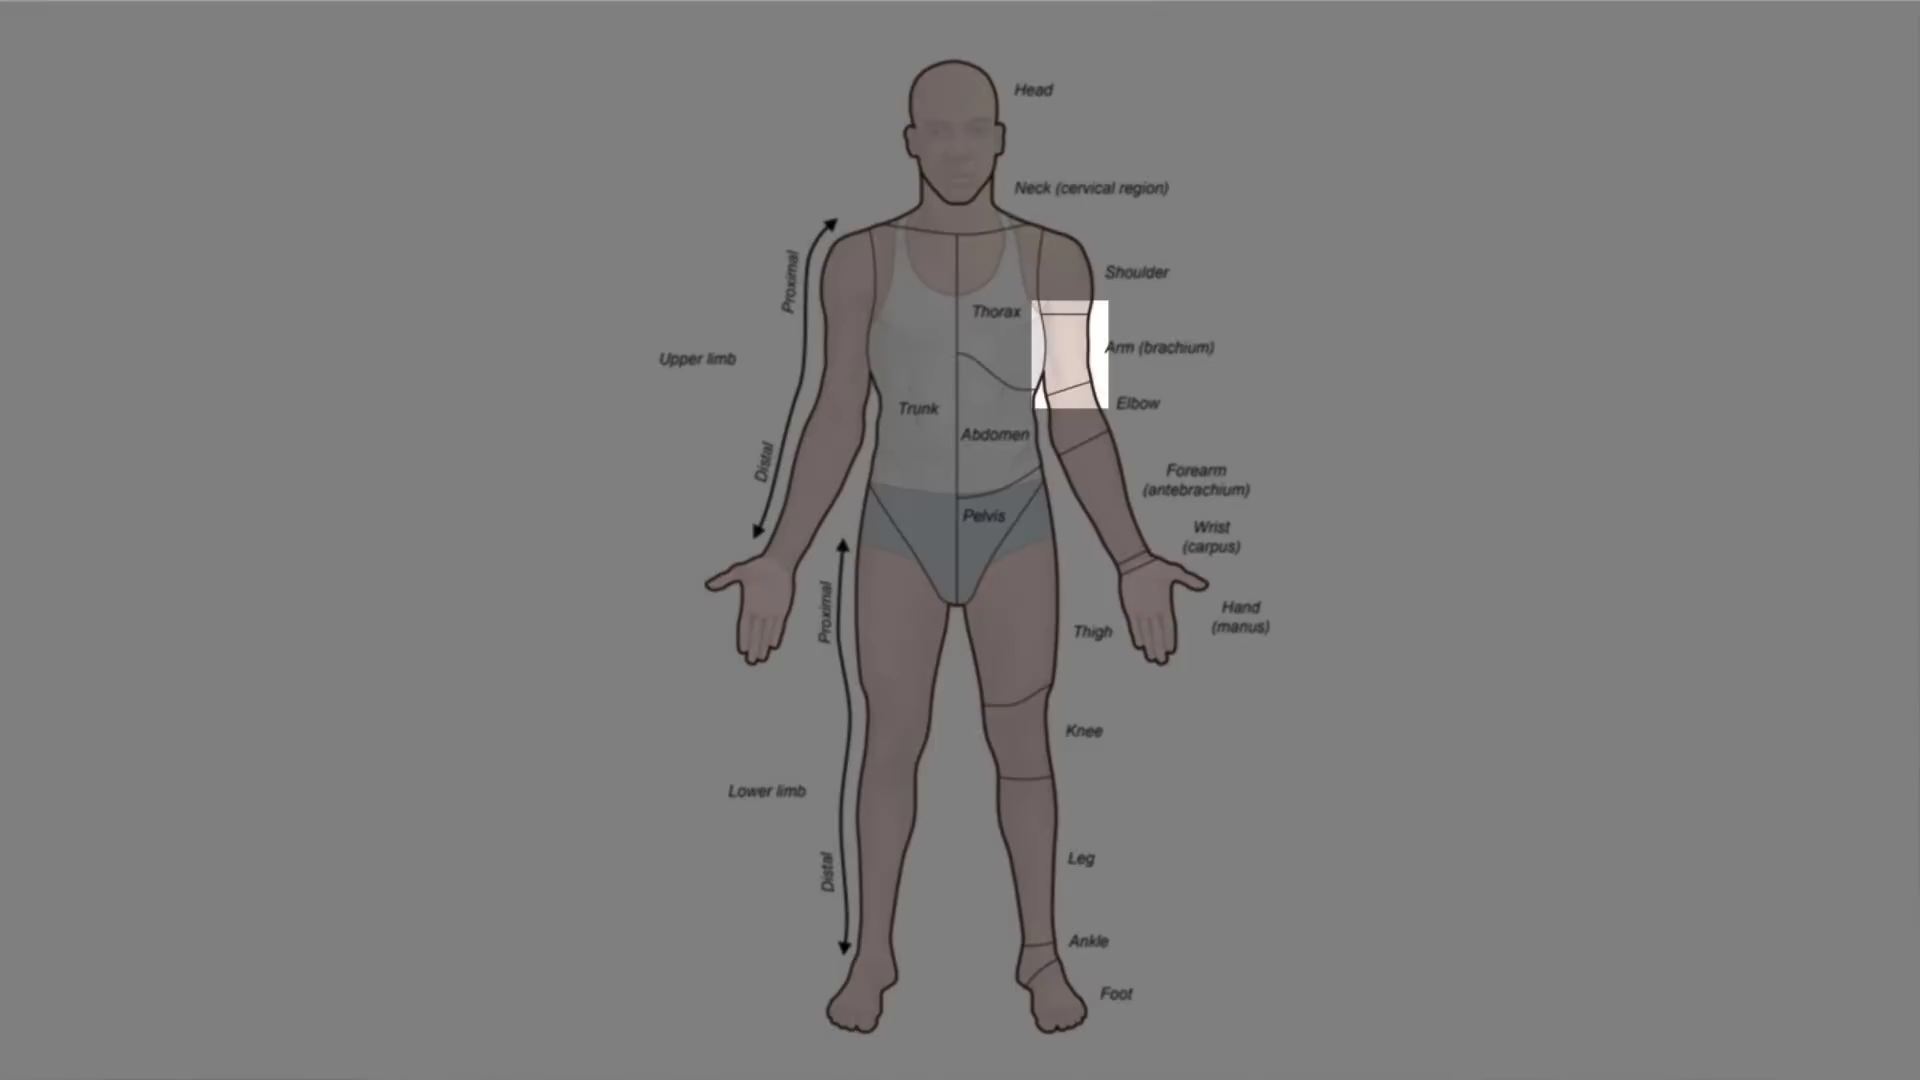 Head
Neck (cervical region)
Proximal
Shoulder
Thorax
Upper limb
Arm (brachium)
Trunk
Elbow
Abdomen
Distal
Forearm
(antebrachium)
Pelvis
Wrist
(carpus)
Proximal
Hand
(manus)
Thigh
Knee
Lower limb
Leg
Distal
Ankle
Foot